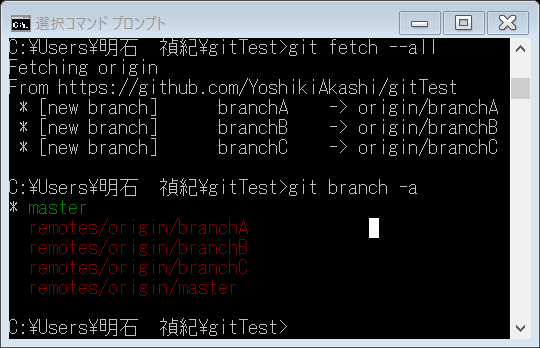 選択コマンド プロンプト
C:¥Users¥明石　禎紀¥gitTest>git fetch --all
Fetching origin
From https://github.com/YoshikiAkashi/gitTest
 * [new branch]      branchA    -> origin/branchA
 * [new branch]      branchB    -> origin/branchB
 * [new branch]      branchC    -> origin/branchC
C:¥Users¥明石　禎紀¥gitTest>git branch -a
* master
  remotes/origin/branchA
  remotes/origin/branchB
  remotes/origin/branchC
  remotes/origin/master
C:¥Users¥明石　禎紀¥gitTest>